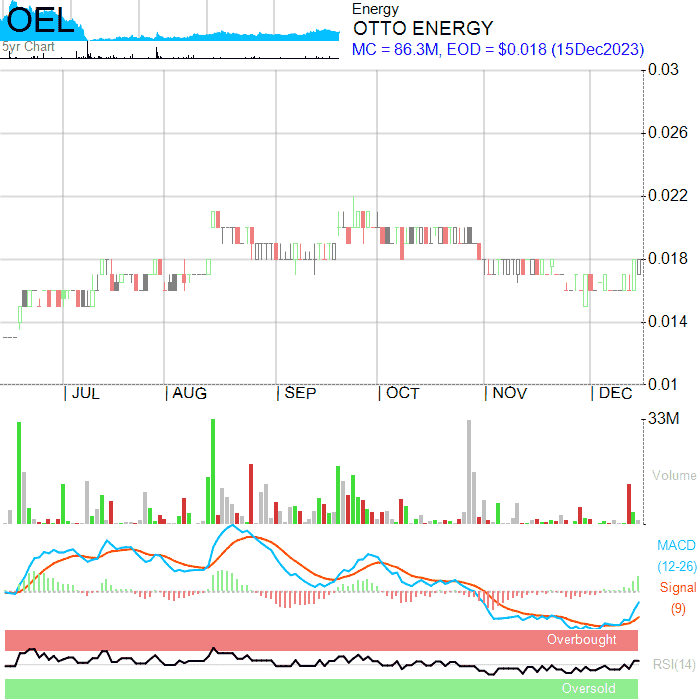 OEL
5yr Chart
Energy
OTTO ENERGY
MC = 86.3M, EOD = $0.018 (15Dec2023)
0.03
0.026
0.022
0.018
0.014
0.01
JUL
AUG
SEP
OCT
NOV
DEC
33M
Volume
MACD
(12-26)
Signal
(9)
Overbought
RSI(14)
Oversold